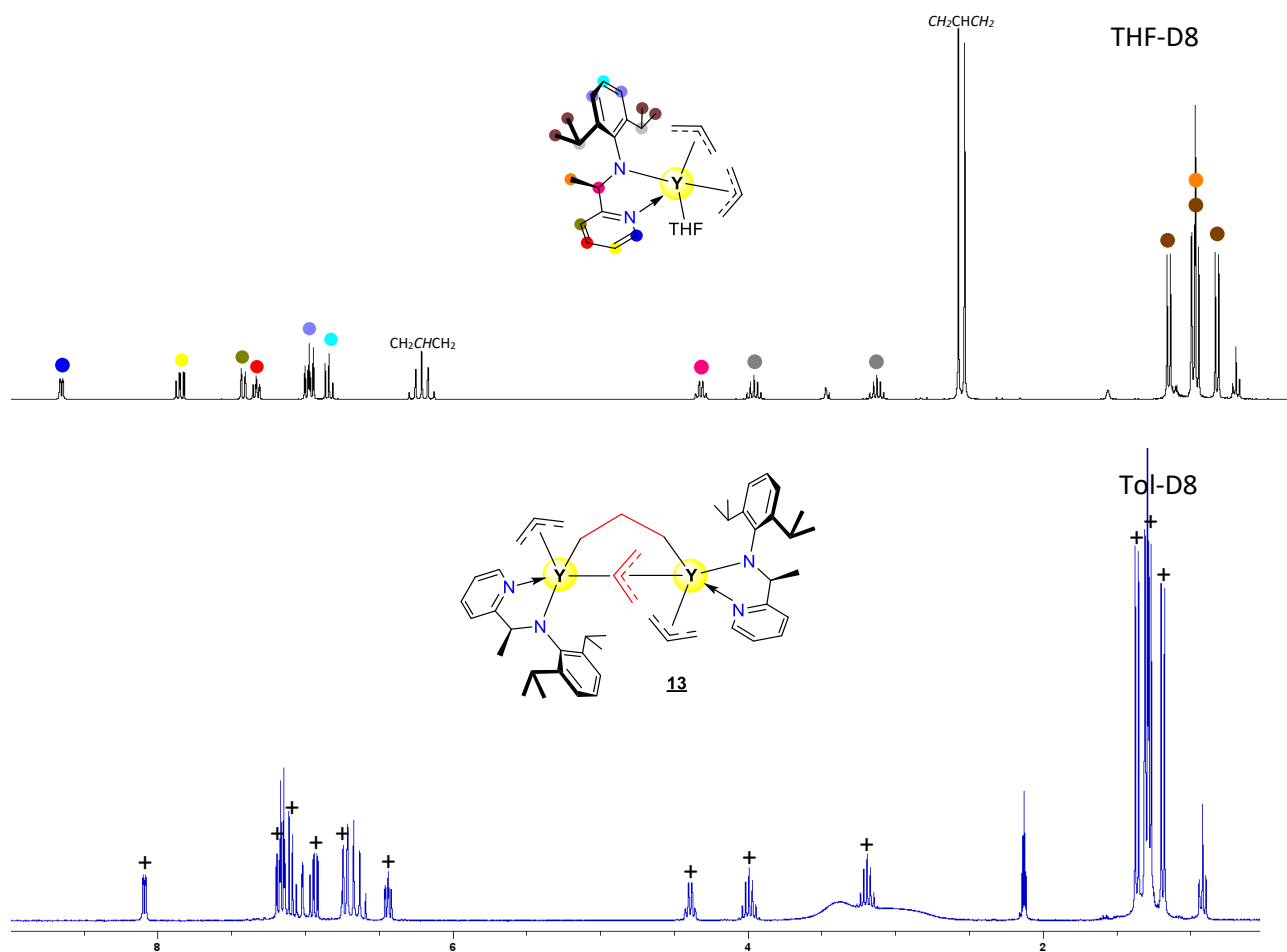 CH₂CHCH₂
THF-D8
N
Y
N
THF
CH₂CHCH₂
Tol-D8
+
+
+
Y
Y
N
N
N
N
13
+
+
+
+
+
+
+
+
+
8
6
4
2